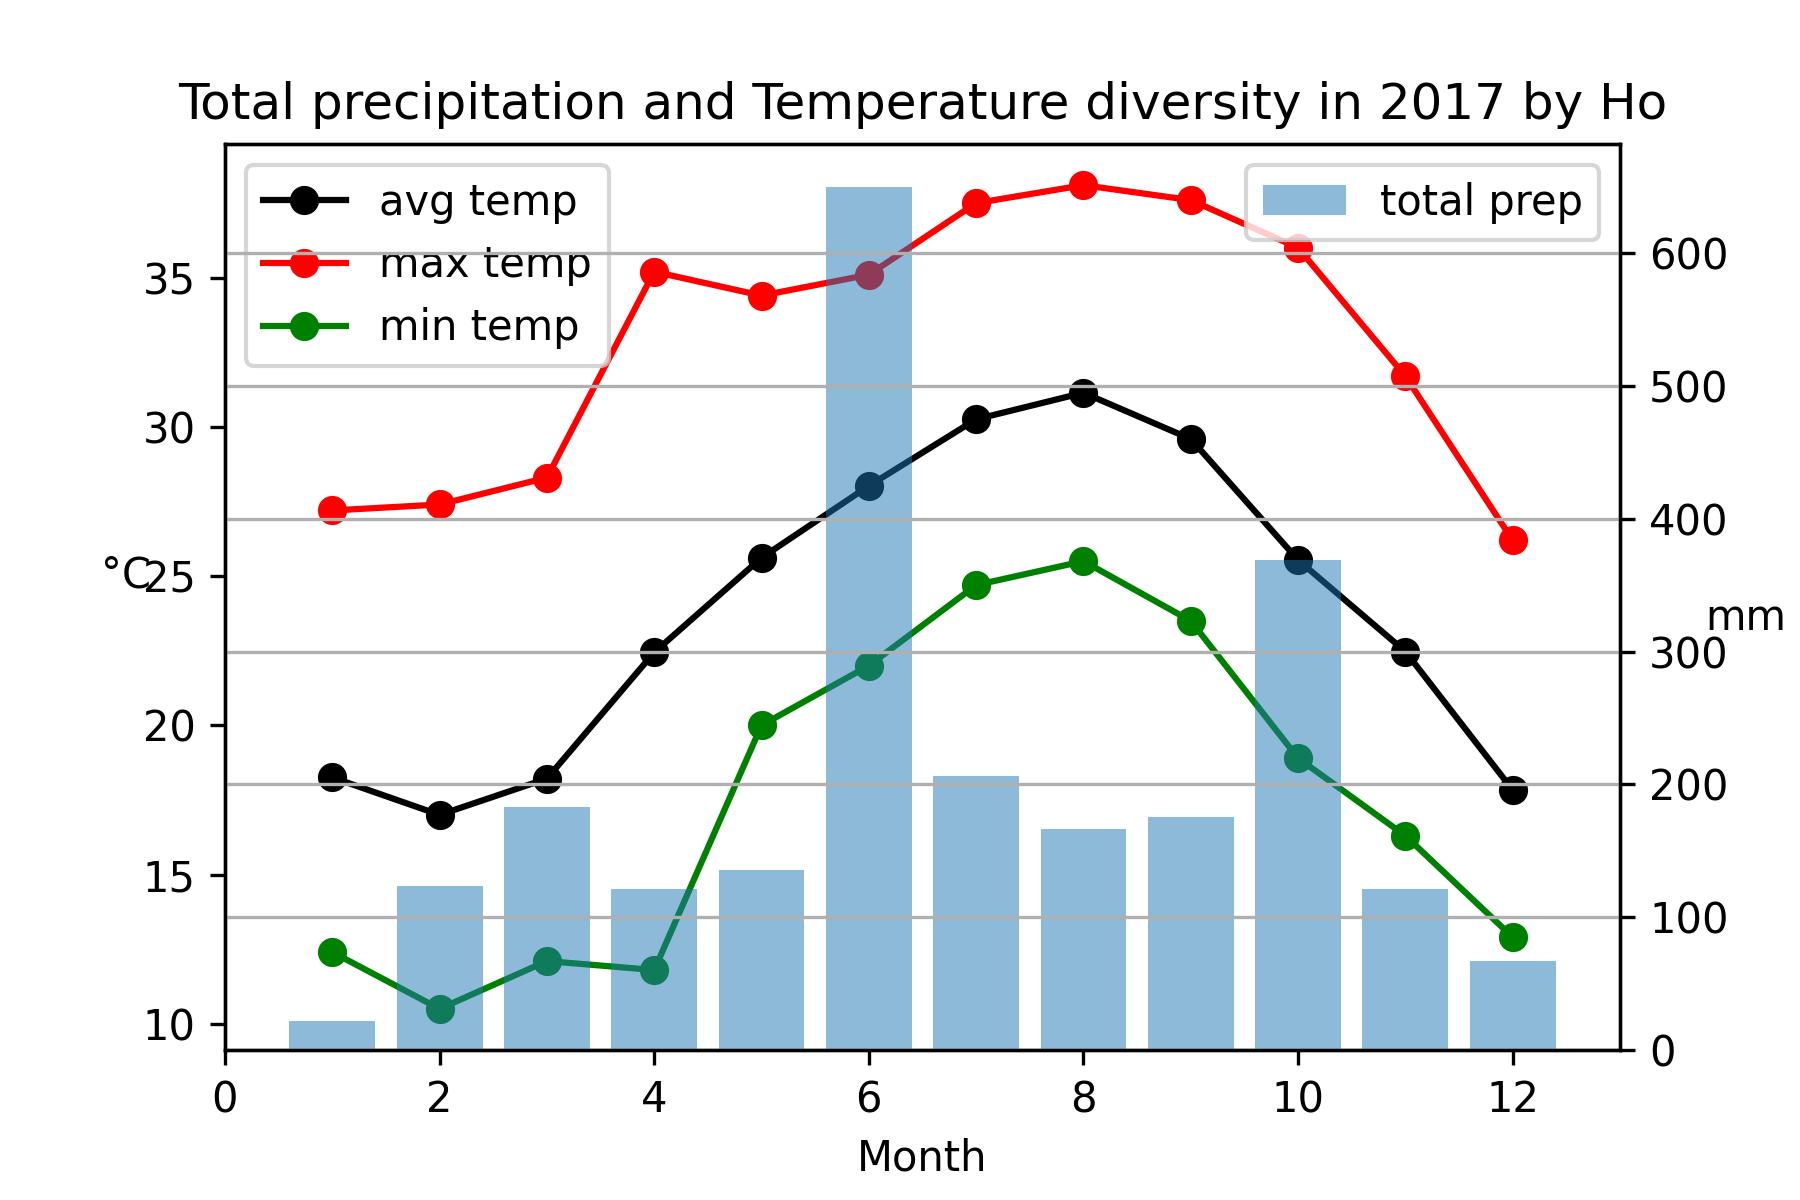 Total precipitation and Temperature diversity in 2017 by Ho
avg temp
max temp
min temp
total prep
35
30
25
20
15
10
°C
600
500
400
300
200
100
0
mm
0 2 4 6 8 10 12
Month